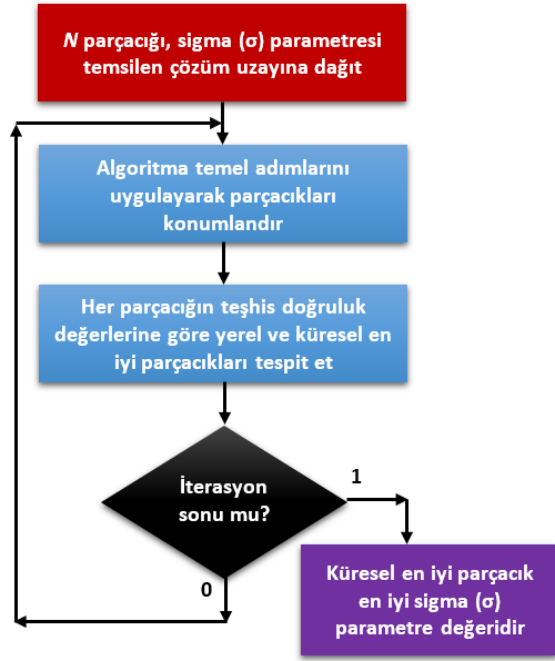 N parçacığı, sigma (σ) parametresi
temsilen çözüm uzayına dağıt
Algoritma temel adımlarını
uygulayarak parçacıkları
konumlandır
Her parçacığın teşhis doğruluk
değerlerine göre yerel ve küresel en
iyi parçacıkları tespit et
İterasyon
sonu mu?
1
0
Küresel en iyi parçacık
en iyi sigma (σ)
parametre değeridir